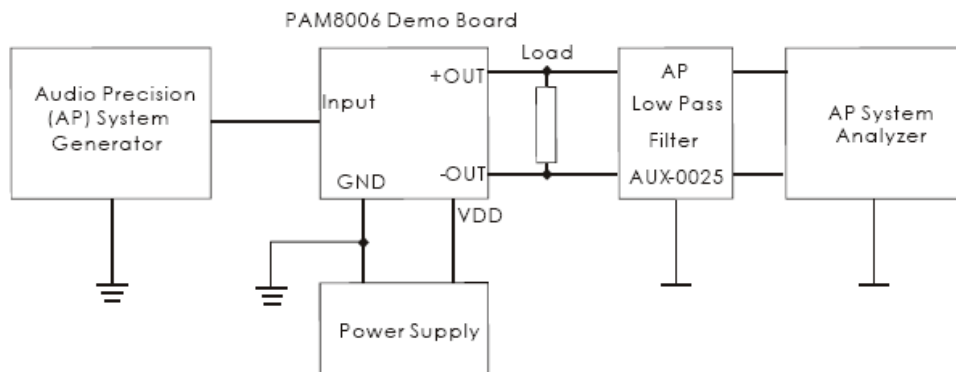 PAM8006 Demo Board
Audio Precision
(AP) System
Generator
Input
+OUT
-OUT
GND
VDD
Load
AP
Low Pass
Filter
AUX-0025
AP System
Analyzer
Power Supply